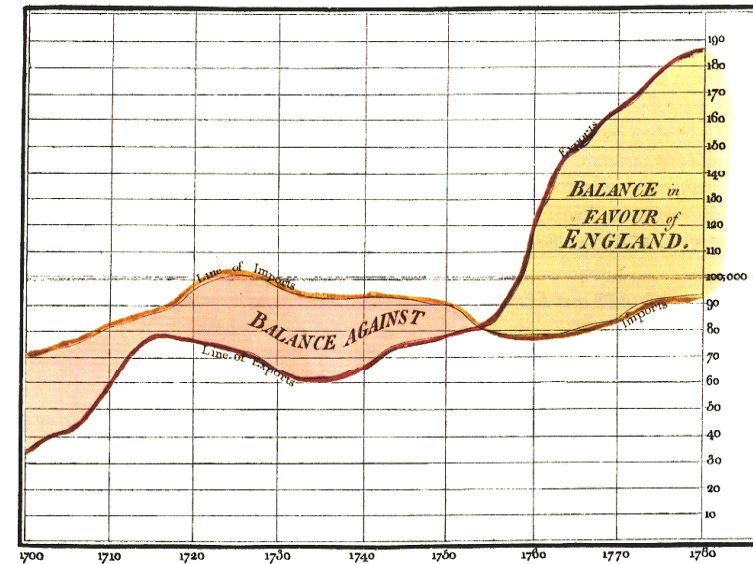 190
180
170
160
150
140
130
120
110
100,000
90
80
70
60
50
40
30
20
10
Exports
BALANCE in
FAVOUR of
ENGLAND.
Line of Imports
BALANCE AGAINST
Imports
Line of Exports
1700 1710 1720 1730 1740 1750 1760 1770 1780